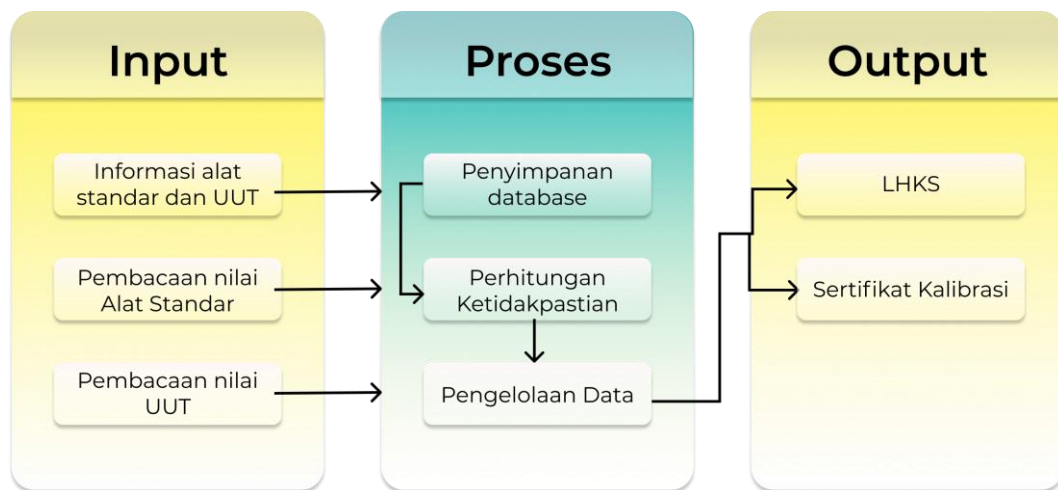 Input
Informasi alat
standar dan UUT
Pembacaan nilai
Alat Standar
Pembacaan nilai
UUT
Proses
Penyimpanan
database
Perhitungan
Ketidakpastian
Pengelolaan Data
Output
LHKS
Sertifikat Kalibrasi